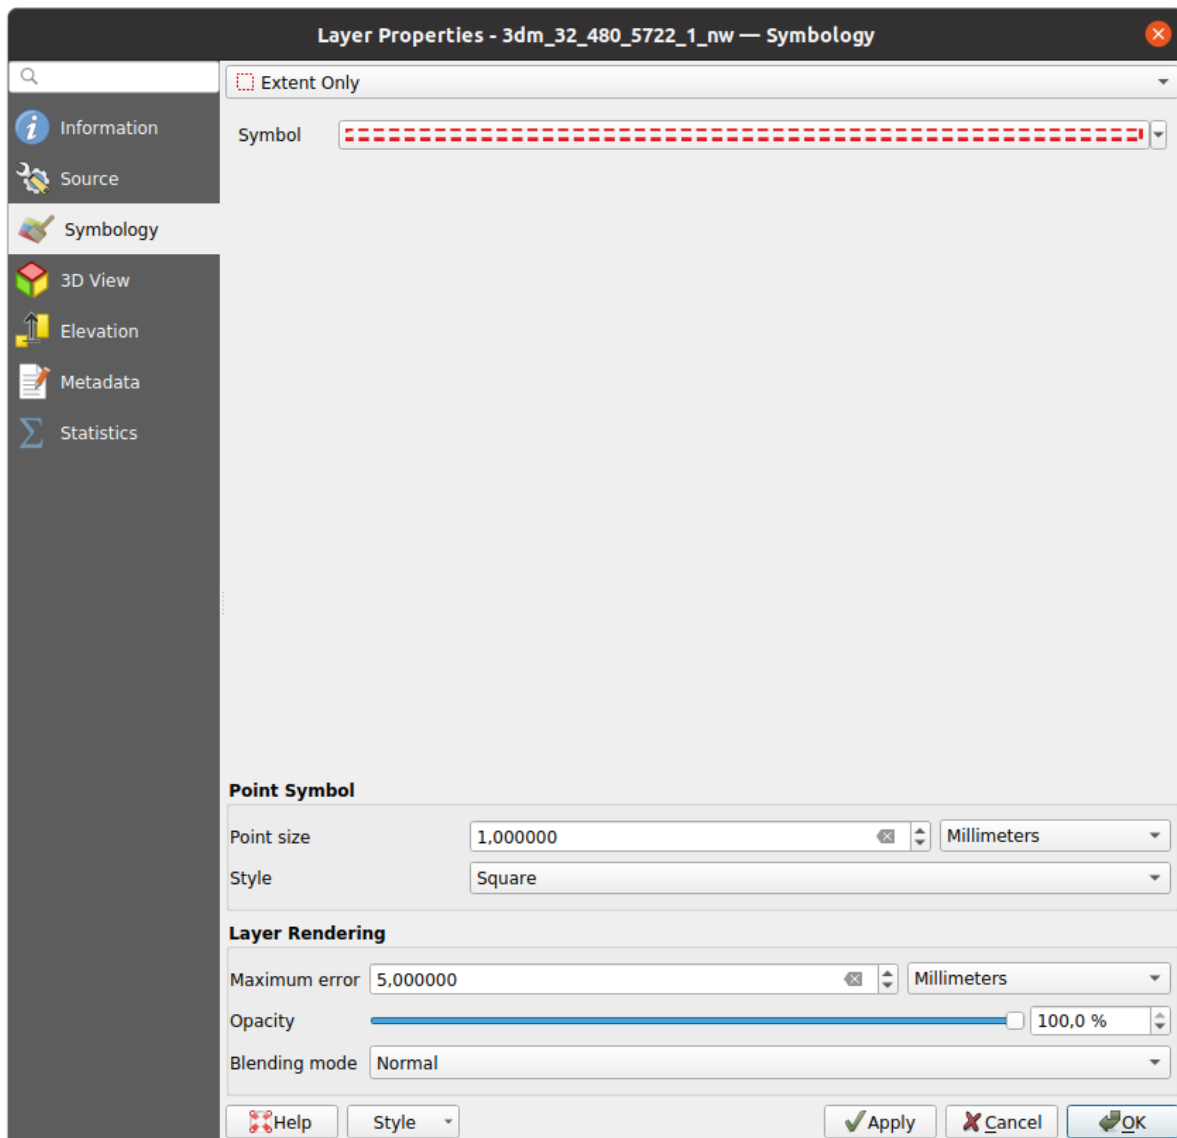 Layer Properties - 3dm_32_480_5722_1_nw — Symbology
Extent Only
Information
Symbol
Source
Symbology
3D View
Elevation
Metadata
Statistics
Point Symbol
Point size 1,000000 Millimeters
Style Square
Layer Rendering
Maximum error 5,000000 Millimeters
Opacity 100,0 %
Blending mode Normal
Help Style Apply Cancel OK